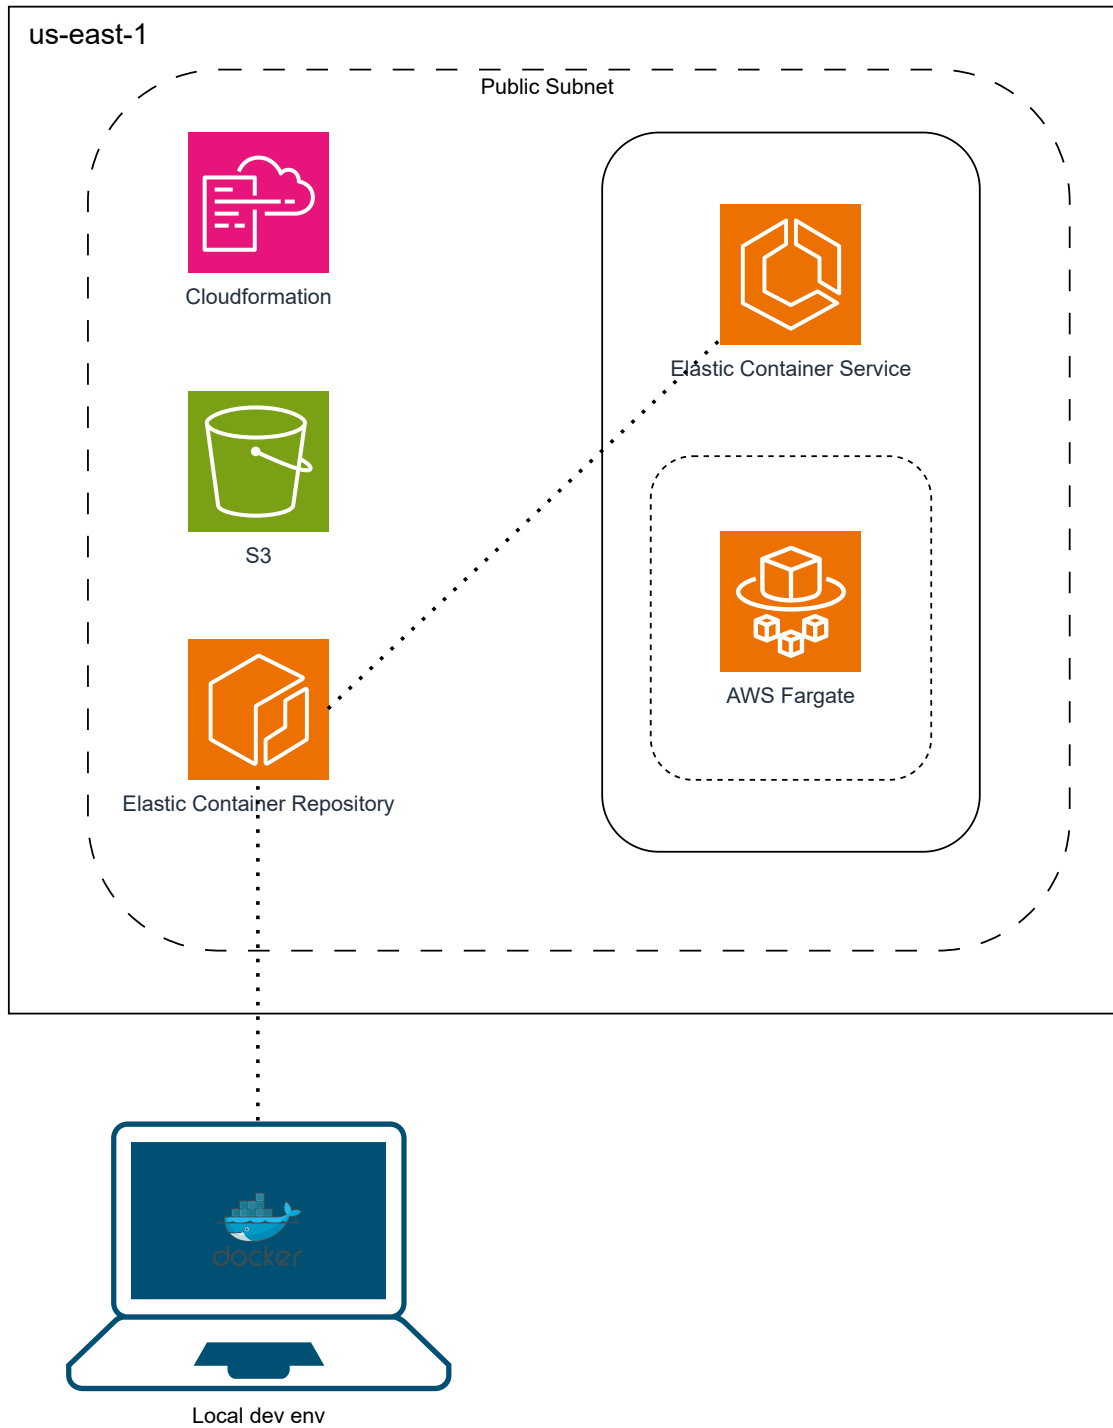 us-east-1
Public Subnet
Cloudformation
Elastic Container Service
S3
AWS Fargate
Elastic Container Repository
docker
Local dev env